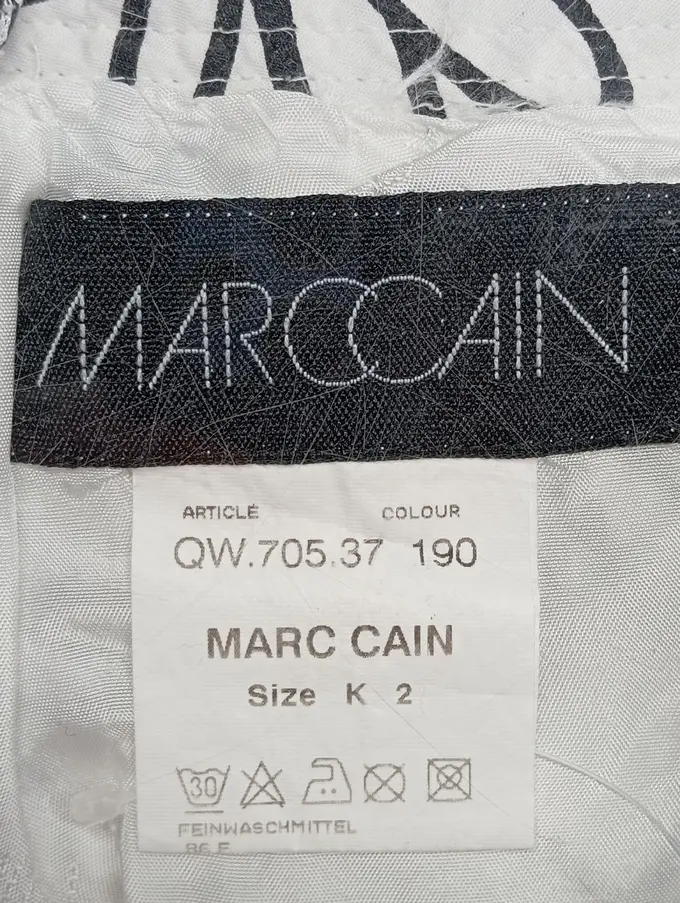 MARCCAIN
ARTICLE COLOUR
QW.705.37 190
MARC CAIN
Size K 2
30
FEINWASCHMITTEL